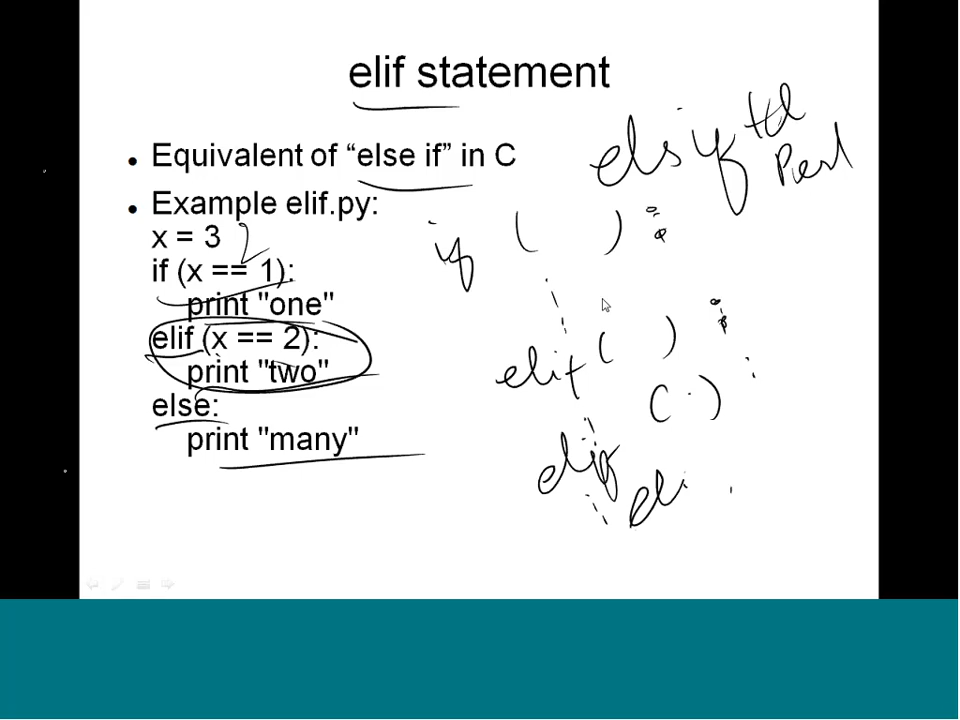 elif statement
Equivalent of “else if” in C
Example elif.py:
x = 3
2
if (x == 1):
print "one"
elif (x == 2):
print "two"
else:
print "many"
elsif
Perl
if ( ) :
elif ( ) :
( )
elif